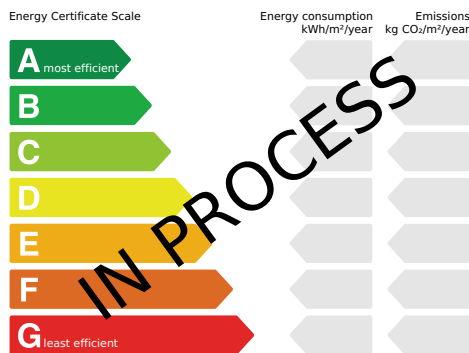 Energy Certificate Scale
Energy consumption
kWh/m²/year
Emissions
kg CO₂/m²/year
A most efficient
B
C
D
E
F
G least efficient
IN PROCESS